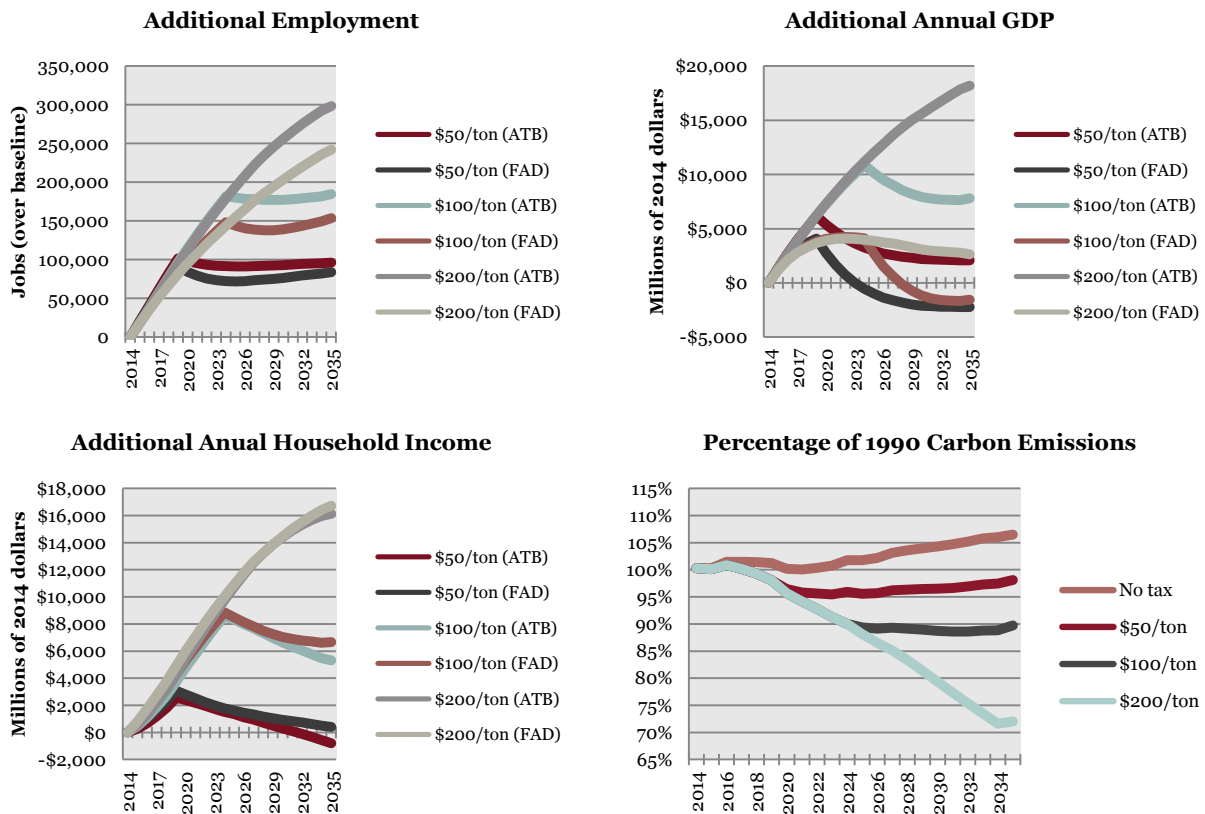 Additional Employment
Jobs (over baseline)
350,000
300,000
250,000
200,000
150,000
100,000
50,000
0
2014
2017
2020
2023
2026
2029
2032
2035
$50/ton (ATB)
$50/ton (FAD)
$100/ton (ATB)
$100/ton (FAD)
$200/ton (ATB)
$200/ton (FAD)
Additional Annual GDP
Millions of 2014 dollars
$20,000
$15,000
$10,000
$5,000
$0
-$5,000
2014
2017
2020
2023
2026
2029
2032
2035
$50/ton (ATB)
$50/ton (FAD)
$100/ton (ATB)
$100/ton (FAD)
$200/ton (ATB)
$200/ton (FAD)
Additional Anual Household Income
Millions of 2014 dollars
$18,000
$16,000
$14,000
$12,000
$10,000
$8,000
$6,000
$4,000
$2,000
$0
-$2,000
2014
2017
2020
2023
2026
2029
2032
2035
$50/ton (ATB)
$50/ton (FAD)
$100/ton (ATB)
$100/ton (FAD)
$200/ton (ATB)
$200/ton (FAD)
Percentage of 1990 Carbon Emissions
115%
110%
105%
100%
95%
90%
85%
80%
75%
70%
65%
2014
2016
2018
2020
2022
2024
2026
2028
2030
2032
2034
No tax
$50/ton
$100/ton
$200/ton